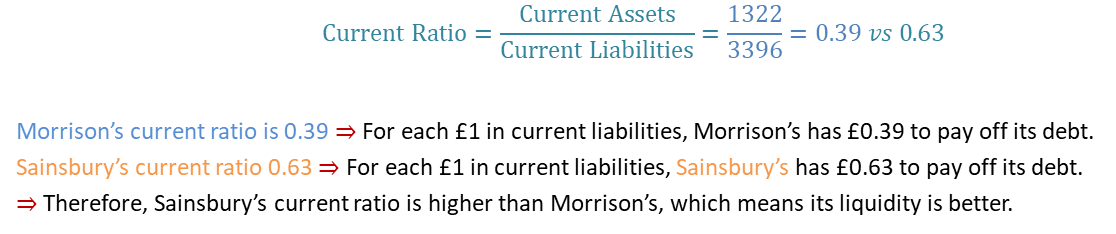 Current Ratio = Current Assets / Current Liabilities = 1322 / 3396 = 0.39 vs 0.63
Morrison’s current ratio is 0.39 ⇒ For each £1 in current liabilities, Morrison’s has £0.39 to pay off its debt.
Sainsbury’s current ratio 0.63 ⇒ For each £1 in current liabilities, Sainsbury’s has £0.63 to pay off its debt.
⇒ Therefore, Sainsbury’s current ratio is higher than Morrison’s, which means its liquidity is better.